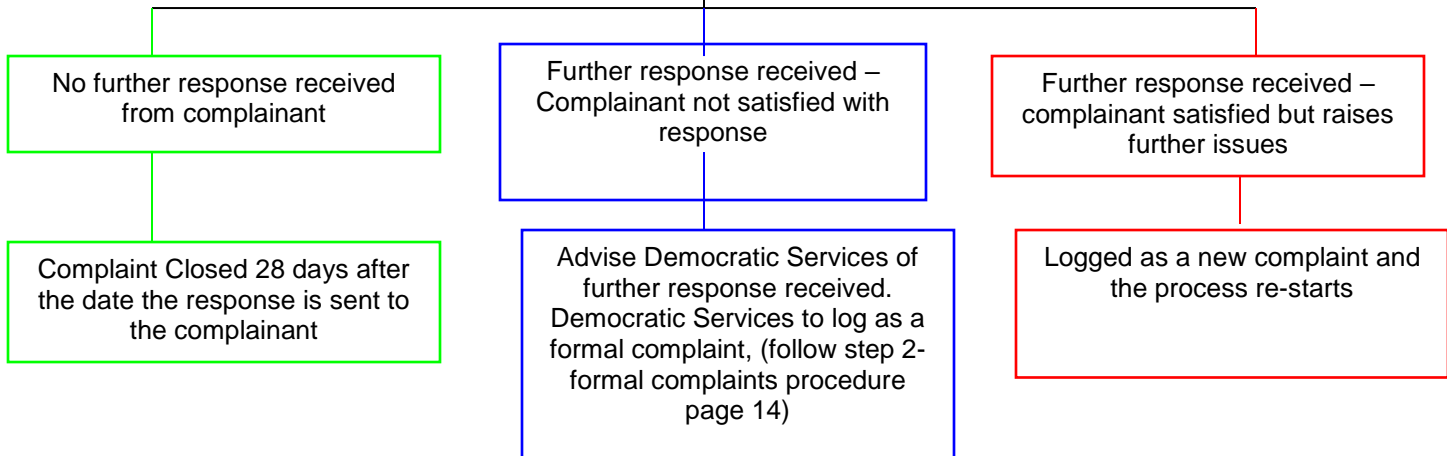 No further response received
from complainant
Further response received –
Complainant not satisfied with
response
Further response received –
complainant satisfied but raises
further issues
Complaint Closed 28 days after
the date the response is sent to
the complainant
Advise Democratic Services of
further response received.
Democratic Services to log as a
formal complaint, (follow step 2-
formal complaints procedure
page 14)
Logged as a new complaint and
the process re-starts